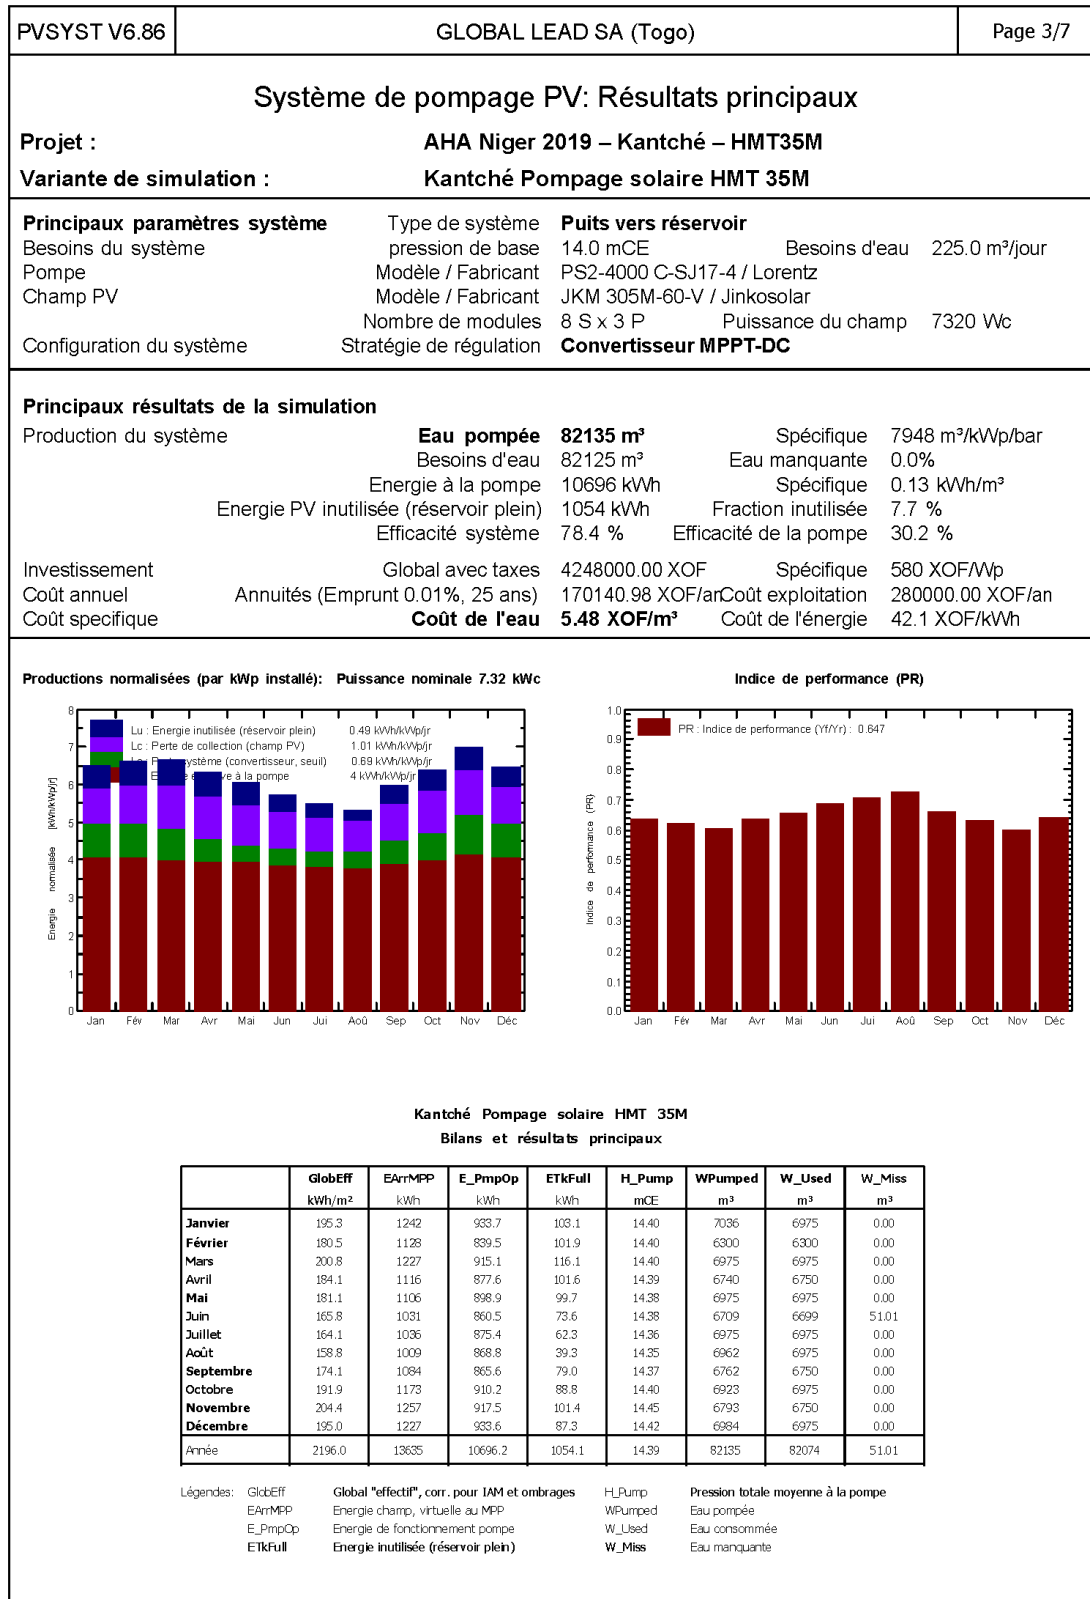 PVSYST V6.86 GLOBAL LEAD SA (Togo) Page 3/7
Système de pompage PV: Résultats principaux
Projet : AHA Niger 2019 – Kantché – HMT35M
Variante de simulation : Kantché Pompage solaire HMT 35M
Principaux paramètres système Type de système Puits vers réservoir
Besoins du système pression de base 14.0 mCE Besoins d'eau 225.0 m³/jour
Pompe Modèle / Fabricant PS2-4000 C-SJ17-4 / Lorentz
Champ PV Modèle / Fabricant JKM 305M-60-V / Jinkosolar
Nombre de modules 8 S x 3 P Puissance du champ 7320 Wc
Configuration du système Stratégie de régulation Convertisseur MPPT-DC
Principaux résultats de la simulation
Production du système Eau pompée 82135 m³ Spécifique 7948 m³/kWp/bar
Besoins d'eau 82125 m³ Eau manquante 0.0%
Energie à la pompe 10696 kWh Spécifique 0.13 kWh/m³
Energie PV inutilisée (réservoir plein) 1054 kWh Fraction inutilisée 7.7 %
Efficacité système 78.4 % Efficacité de la pompe 30.2 %
Investissement Global avec taxes 4248000.00 XOF Spécifique 580 XOF/Wp
Coût annuel Annuités (Emprunt 0.01%, 25 ans) 170140.98 XOF/an Coût exploitation 280000.00 XOF/an
Coût specifique Coût de l'eau 5.48 XOF/m³ Coût de l'énergie 42.1 XOF/kWh
Productions normalisées (par kWp installé): Puissance nominale 7.32 kWc
Lu : Energie inutilisée (réservoir plein) 0.49 kWh/kWp/jr
Lc : Perte de collection (champ PV) 1.01 kWh/kWp/jr
système (convertisseur, seuil) 0.69 kWh/kWp/jr
à la pompe 4 kWh/kWp/jr
Energie normalisée [kWh/kWp/jr]
8
7
6
5
4
3
2
1
0
Jan Fév Mar Avr Mai Jun Jui Aoû Sep Oct Nov Déc
Indice de performance (PR)
PR : Indice de performance (Yf/Yr) : 0.647
Indice de performance (PR)
1.0
0.9
0.8
0.7
0.6
0.5
0.4
0.3
0.2
0.1
0.0
Jan Fév Mar Avr Mai Jun Jui Aoû Sep Oct Nov Déc
Kantché Pompage solaire HMT 35M
Bilans et résultats principaux
GlobEff EArrMPP E_PmpOp ETkFull H_Pump WPumped W_Used W_Miss
kWh/m² kWh kWh kWh mCE m³ m³ m³
Janvier 195.3 1242 933.7 103.1 14.40 7036 6975 0.00
Février 180.5 1128 839.5 101.9 14.40 6300 6300 0.00
Mars 200.8 1227 915.1 116.1 14.40 6975 6975 0.00
Avril 184.1 1116 877.6 101.6 14.39 6740 6750 0.00
Mai 181.1 1106 898.9 99.7 14.38 6975 6975 0.00
Juin 165.8 1031 860.5 73.6 14.38 6709 6699 51.01
Juillet 164.1 1036 875.4 62.3 14.36 6975 6975 0.00
Août 158.8 1009 868.8 39.3 14.35 6962 6975 0.00
Septembre 174.1 1084 865.6 79.0 14.37 6762 6750 0.00
Octobre 191.9 1173 910.2 88.8 14.40 6923 6975 0.00
Novembre 204.4 1257 917.5 101.4 14.45 6793 6750 0.00
Décembre 195.0 1227 933.6 87.3 14.42 6984 6975 0.00
Année 2196.0 13635 10696.2 1054.1 14.39 82135 82074 51.01
Légendes: GlobEff Global "effectif", corr. pour IAM et ombrages H_Pump Pression totale moyenne à la pompe
EArrMPP Energie champ, virtuelle au MPP WPumped Eau pompée
E_PmpOp Energie de fonctionnement pompe W_Used Eau consommée
ETkFull Energie inutilisée (réservoir plein) W_Miss Eau manquante